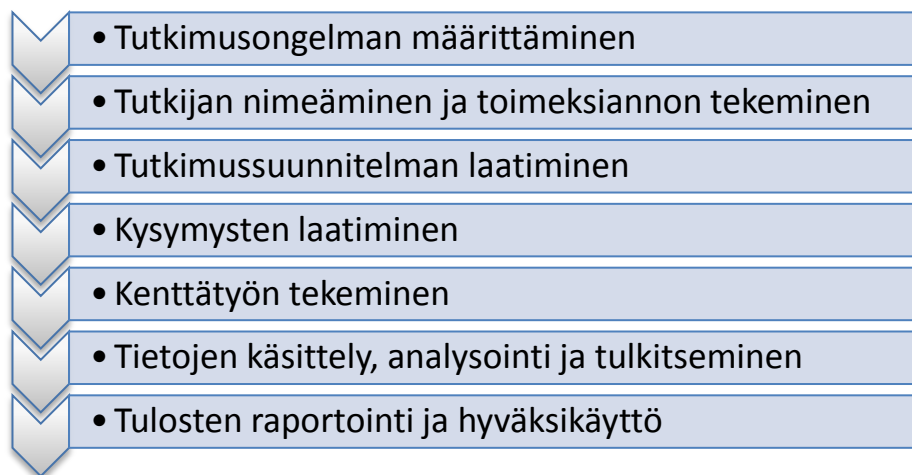 • Tutkimusongelman määrittäminen
• Tutkijan nimeäminen ja toimeksiannon tekeminen
• Tutkimussuunnitelman laatiminen
• Kysymysten laatiminen
• Kenttätyön tekeminen
• Tietojen käsittely, analysointi ja tulkitseminen
• Tulosten raportointi ja hyväksikäyttö